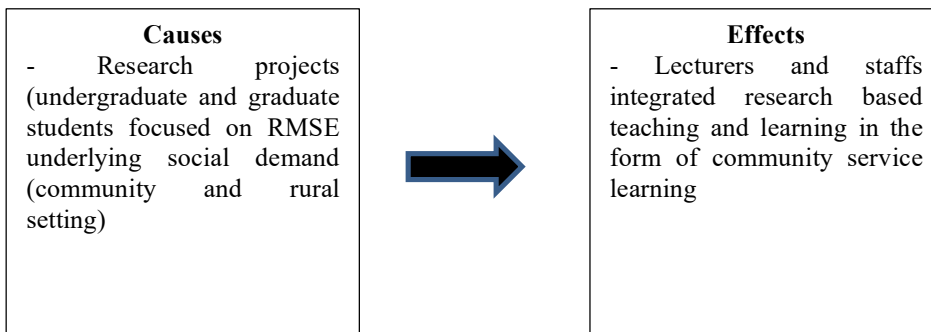 Causes
- Research projects
(undergraduate and graduate
students focused on RMSE
underlying social demand
(community and rural
setting)
Effects
- Lecturers and staffs
integrated research based
teaching and learning in the
form of community service
learning